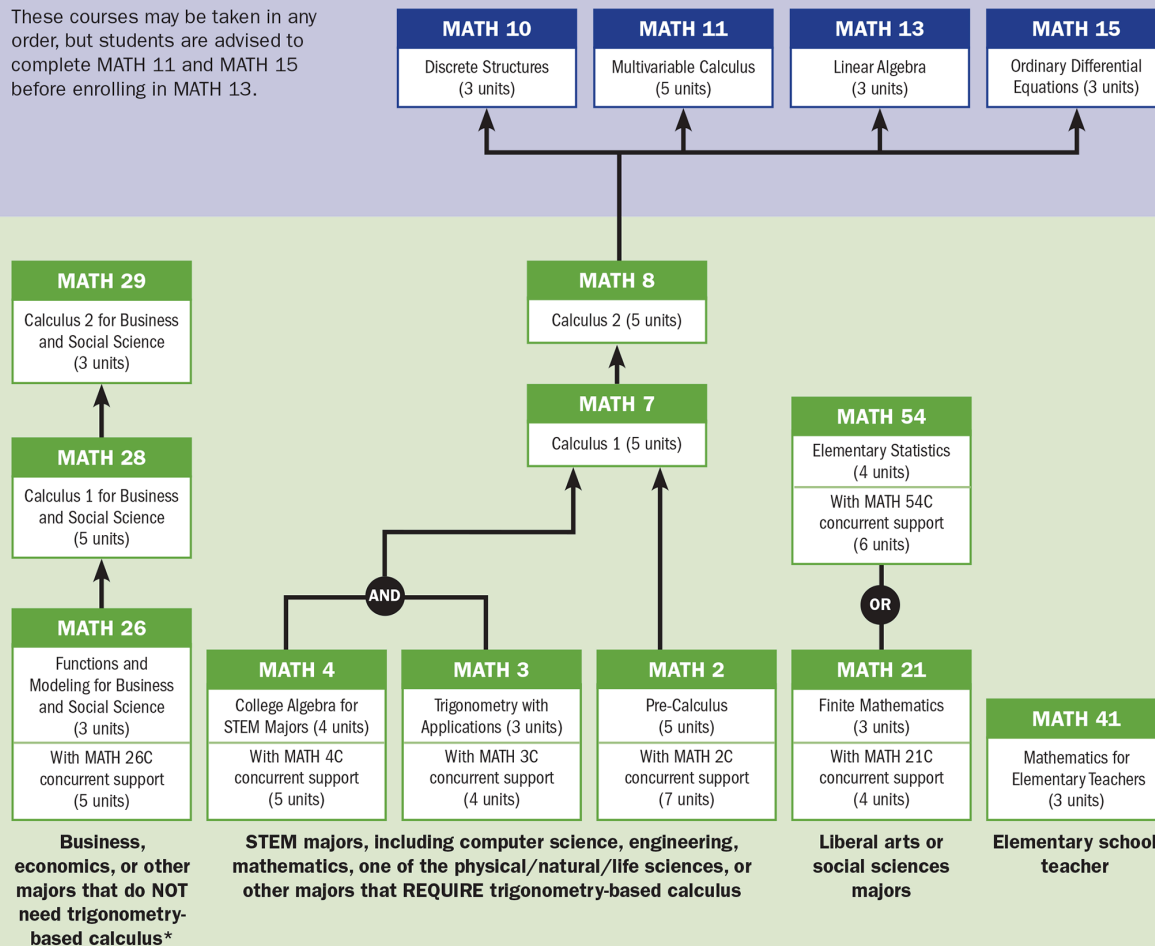 These courses may be taken in any
order, but students are advised to
complete MATH 11 and MATH 15
before enrolling in MATH 13.
MATH 10
Discrete Structures
(3 units)
MATH 11
Multivariable Calculus
(5 units)
MATH 13
Linear Algebra
(3 units)
MATH 15
Ordinary Differential
Equations (3 units)
MATH 29
Calculus 2 for Business
and Social Science
(3 units)
MATH 28
Calculus 1 for Business
and Social Science
(5 units)
MATH 26
Functions and
Modeling for Business
and Social Science
(3 units)
With MATH 26C
concurrent support
(5 units)
Business,
economics, or other
majors that do NOT
need trigonometry-
based calculus*
MATH 8
Calculus 2 (5 units)
MATH 7
Calculus 1 (5 units)
AND
MATH 4
College Algebra for
STEM Majors (4 units)
With MATH 4C
concurrent support
(5 units)
MATH 3
Trigonometry with
Applications (3 units)
With MATH 3C
concurrent support
(4 units)
MATH 2
Pre-Calculus
(5 units)
With MATH 2C
concurrent support
(7 units)
STEM majors, including computer science, engineering,
mathematics, one of the physical/natural/life sciences, or
other majors that REQUIRE trigonometry-based calculus
MATH 54
Elementary Statistics
(4 units)
With MATH 54C
concurrent support
(6 units)
OR
MATH 21
Finite Mathematics
(3 units)
With MATH 21C
concurrent support
(4 units)
Liberal arts or
social sciences
majors
MATH 41
Mathematics for
Elementary Teachers
(3 units)
Elementary school
teacher